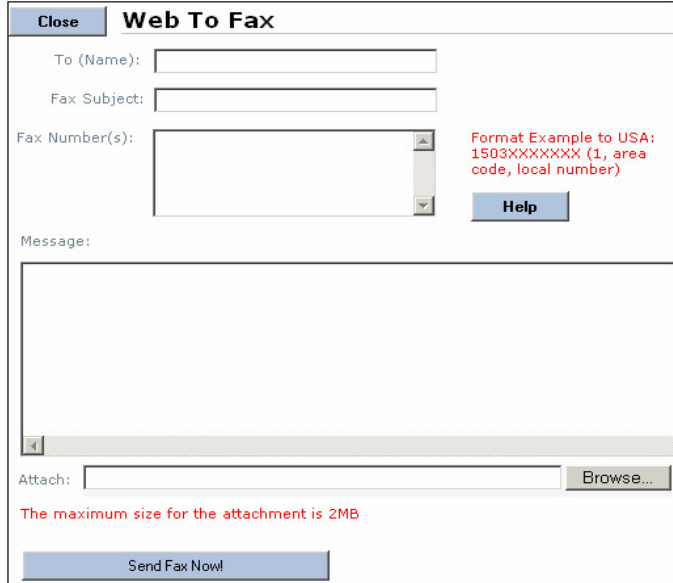 Close Web To Fax
To (Name):
Fax Subject:
Fax Number(s):
Format Example to USA:
1503XXXXXXX (1, area
code, local number)
Help
Message:
Attach: Browse...
The maximum size for the attachment is 2MB
Send Fax Now!